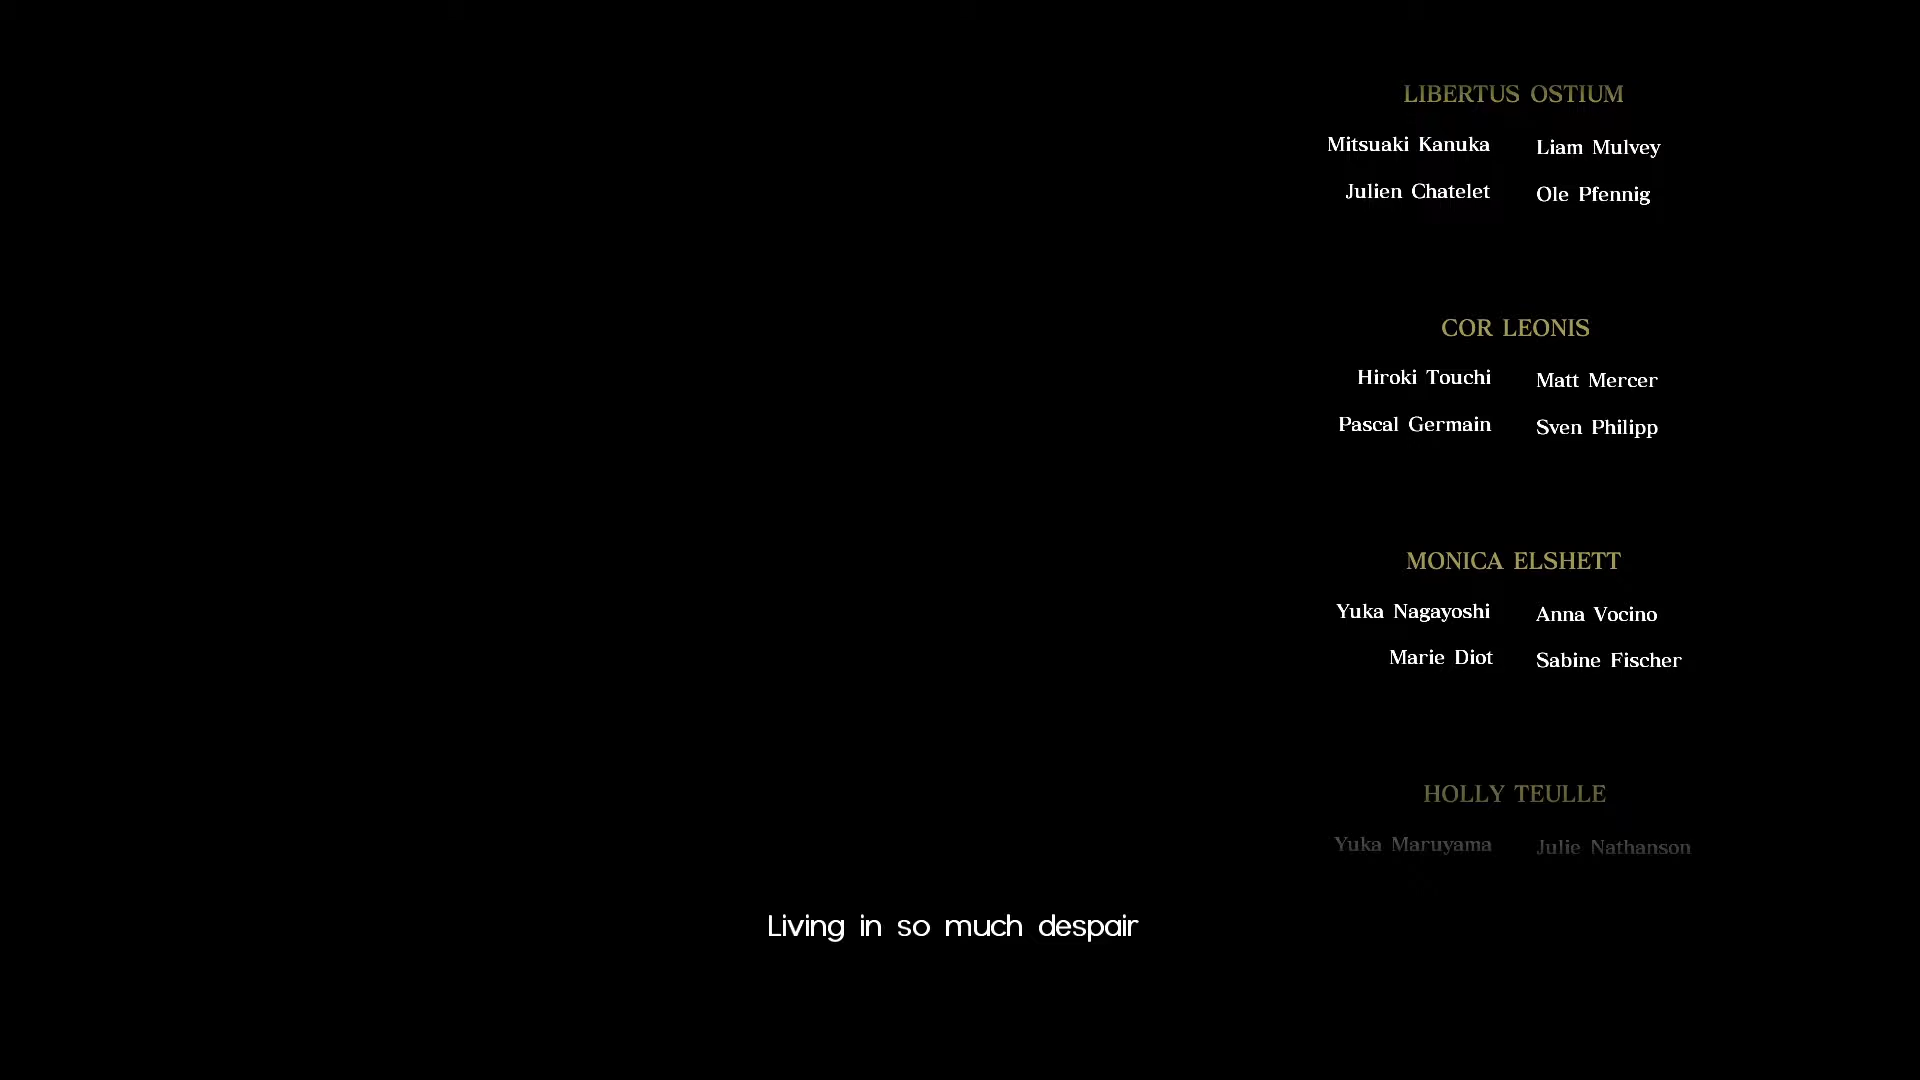 LIBERTUS OSTIUM
Mitsuaki Kanuka Liam Mulvey
Julien Chatelet Ole Pfennig
COR LEONIS
Hiroki Touchi Matt Mercer
Pascal Germain Sven Philipp
MONICA ELSHETT
Yuka Nagayoshi Anna Vocino
Marie Diot Sabine Fischer
HOLLY TEULLE
Yuka Maruyama Julie Nathanson
Living in so much despair